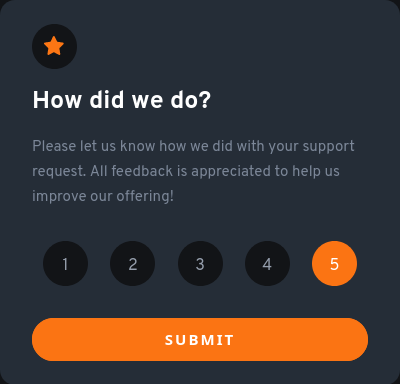 How did we do?
Please let us know how we did with your support
request. All feedback is appreciated to help us
improve our offering!
1 2 3 4 5
SUBMIT